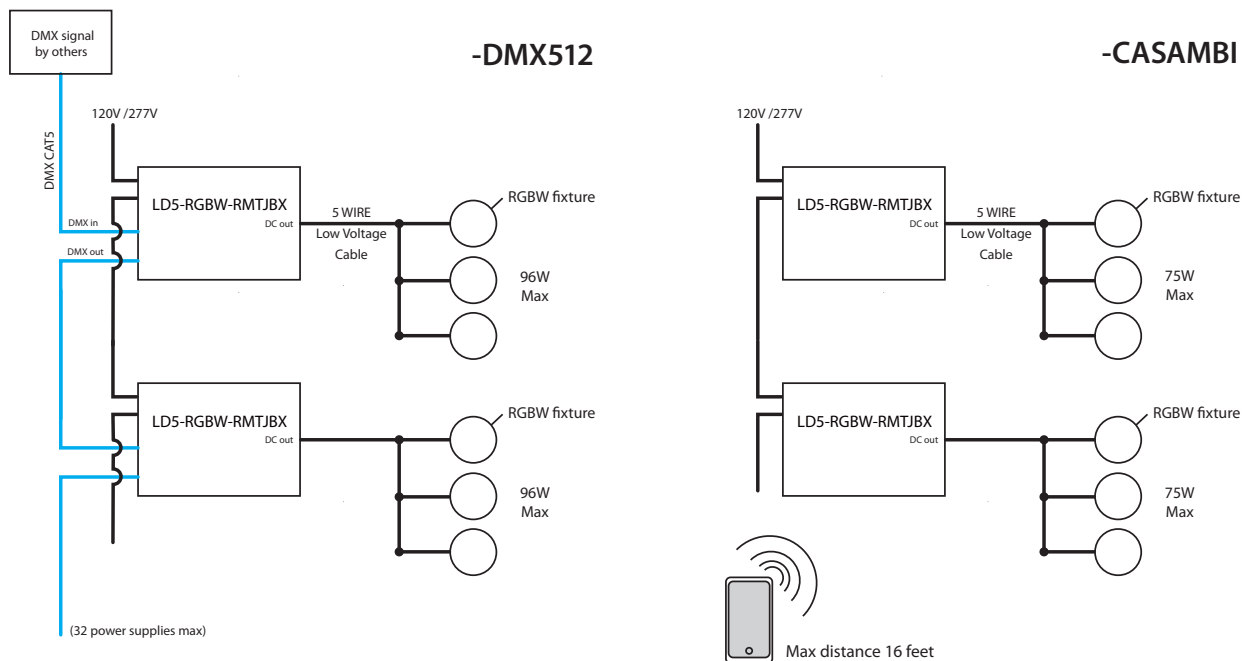 DMX signal
by others
-DMX512
120V /277V
DMX CAT5
LD5-RGBW-RMTJBX
DC out
DMX in
DMX out
5 WIRE
Low Voltage
Cable
RGBW fixture
96W
Max
LD5-RGBW-RMTJBX
DC out
RGBW fixture
96W
Max
(32 power supplies max)
-CASAMBI
120V /277V
LD5-RGBW-RMTJBX
DC out
5 WIRE
Low Voltage
Cable
RGBW fixture
75W
Max
LD5-RGBW-RMTJBX
DC out
RGBW fixture
75W
Max
Max distance 16 feet